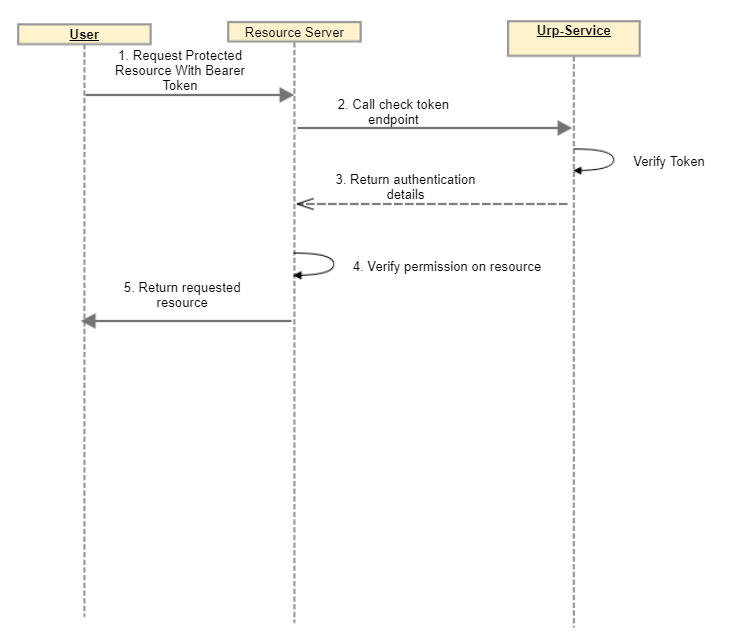 User
Resource Server
Urp-Service
1. Request Protected
Resource With Bearer
Token
2. Call check token
endpoint
Verify Token
3. Return authentication
details
4. Verify permission on resource
5. Return requested
resource